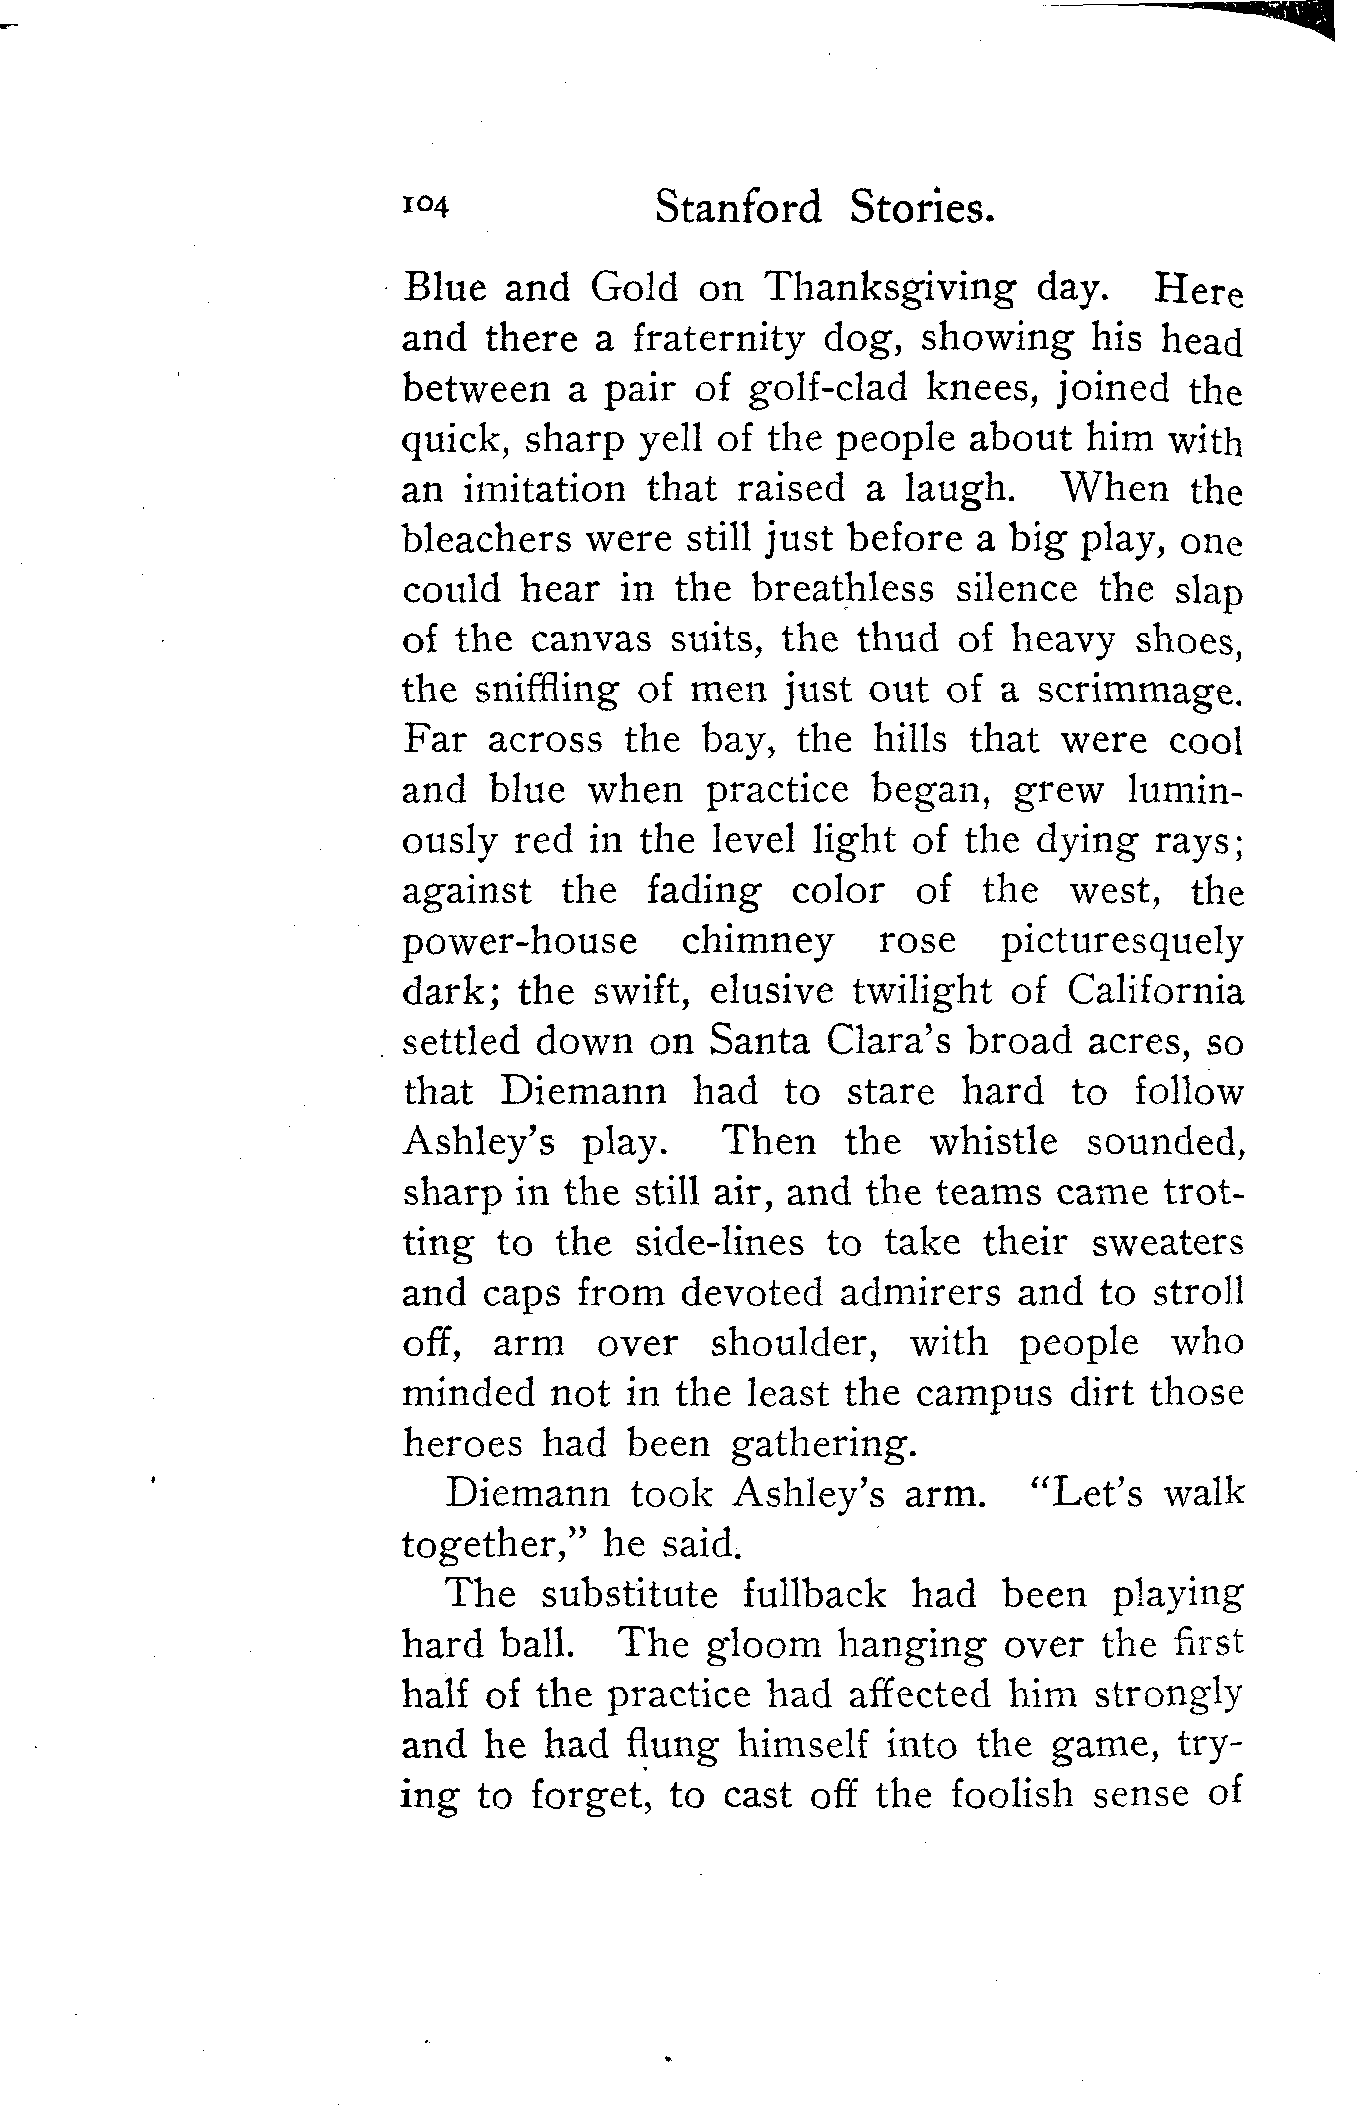 104 Stanford Stories.
Blue and Gold on Thanksgiving day. Here
and there a fraternity dog, showing his head
between a pair of golf-clad knees, joined the
quick, sharp yell of the people about him with
an imitation that raised a laugh. When the
bleachers were still just before a big play, one
could hear in the breathless silence the slap
of the canvas suits, the thud of heavy shoes,
the sniffling of men just out of a scrimmage.
Far across the bay, the hills that were cool
and blue when practice began, grew lumin-
ously red in the level light of the dying rays;
against the fading color of the west, the
power-house chimney rose picturesquely
dark; the swift, elusive twilight of California
settled down on Santa Clara's broad acres, so
that Diemann had to stare hard to follow
Ashley's play. Then the whistle sounded,
sharp in the still air, and the teams came trot-
ting to the side-lines to take their sweaters
and caps from devoted admirers and to stroll
off, arm over shoulder, with people who
minded not in the least the campus dirt those
heroes had been gathering.
Diemann took Ashley's arm. "Let's walk
together," he said.
The substitute fullback had been playing
hard ball. The gloom hanging over the first
half of the practice had affected him strongly
and he had flung himself into the game, try-
ing to forget, to cast off the foolish sense of